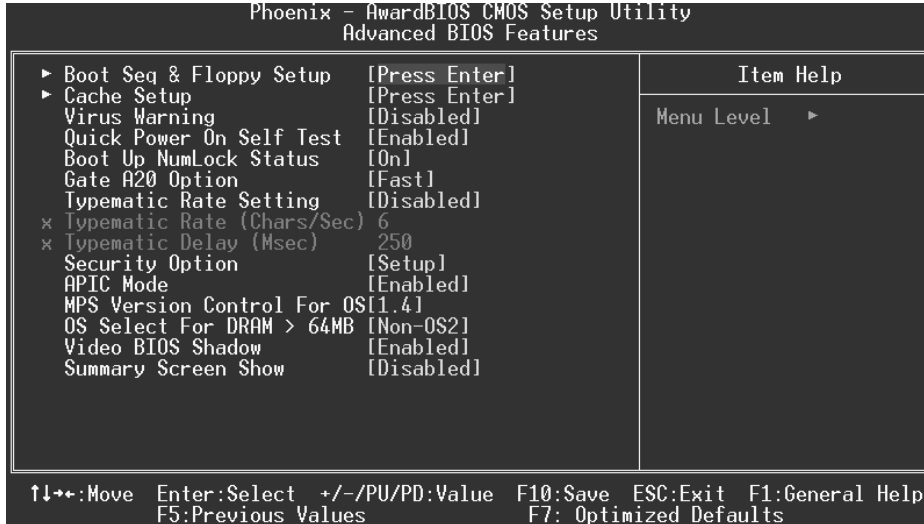 Phoenix - AwardBIOS CMOS Setup Utility
Advanced BIOS Features
► Boot Seq & Floppy Setup [Press Enter]
► Cache Setup [Press Enter]
Virus Warning [Disabled]
Quick Power On Self Test [Enabled]
Boot Up NumLock Status [On]
Gate A20 Option [Fast]
Typematic Rate Setting [Disabled]
x Typematic Rate (Chars/Sec) 6
x Typematic Delay (Msec) 250
Security Option [Setup]
APIC Mode [Enabled]
MPS Version Control For OS[1.4]
OS Select For DRAM > 64MB [Non-OS2]
Video BIOS Shadow [Enabled]
Summary Screen Show [Disabled]
Item Help
Menu Level ►
↑↓→←:Move Enter:Select +/-/PU/PD:Value F10:Save ESC:Exit F1:General Help
F5:Previous Values F7: Optimized Defaults